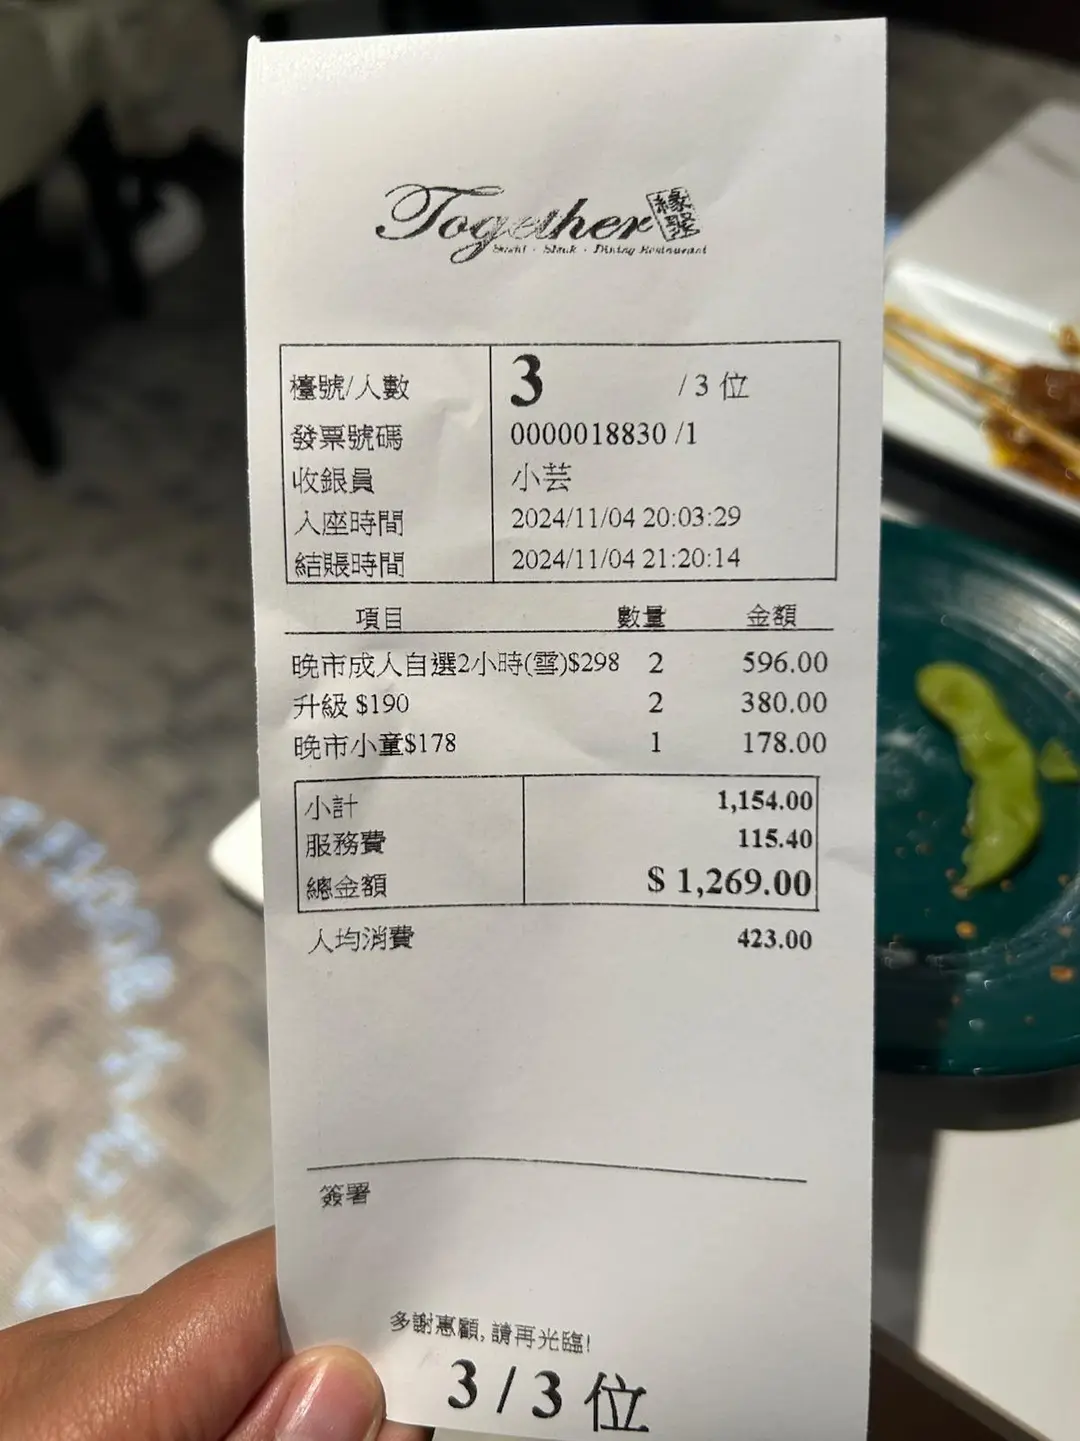 Together 緣聚
Sushi · Steak · Dining Restaurant
檯號/人數 3 / 3 位
發票號碼 0000018830 /1
收銀員 小芸
入座時間 2024/11/04 20:03:29
結賬時間 2024/11/04 21:20:14
項目 數量 金額
晚市成人自選2小時(雪)$298 2 596.00
升級 $190 2 380.00
晚市小童$178 1 178.00
小計 1,154.00
服務費 115.40
總金額 $ 1,269.00
人均消費 423.00
簽署
多謝惠顧, 請再光臨!
3 / 3 位